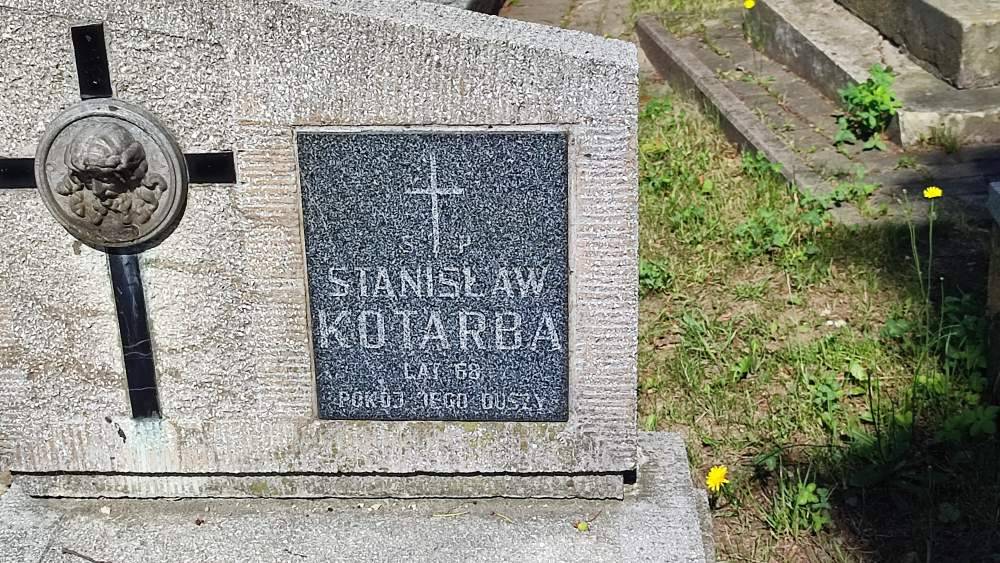 Ś P
STANISŁAW
KOTARBA
LAT 68
POKÓJ JEGO DUSZY